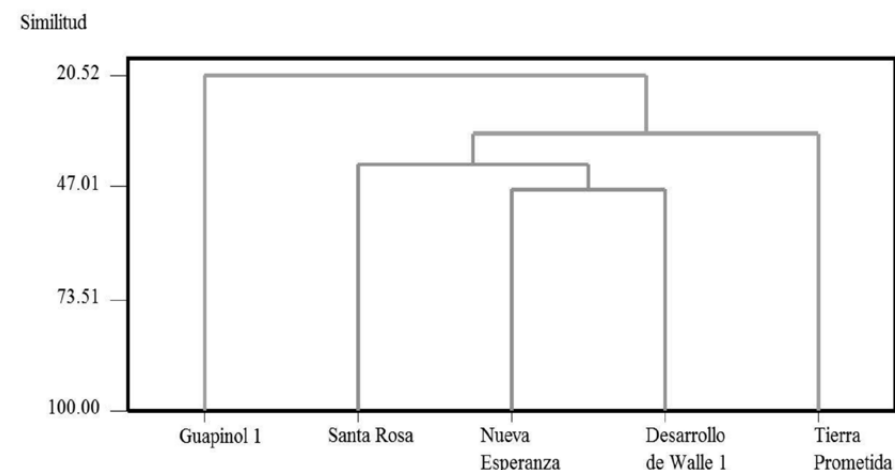 Similitud
20.52
47.01
73.51
100.00
Guapinol 1
Santa Rosa
Nueva
Esperanza
Desarrollo
de Walle 1
Tierra
Prometida